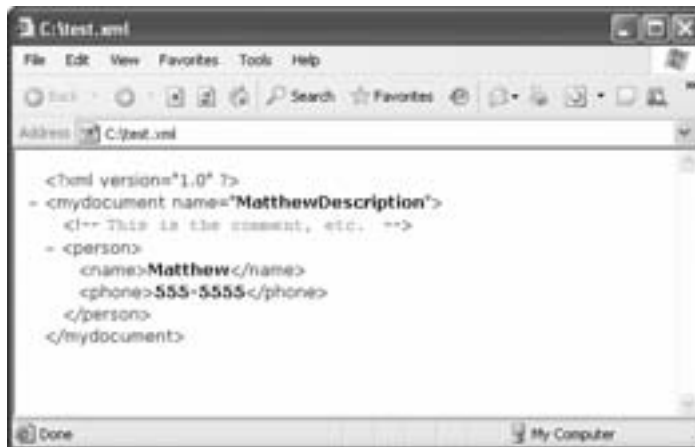 C:\test.xml
File Edit View Favorites Tools Help
Back Search Favorites
Address C:\test.xml
<?xml version="1.0" ?>
- <mydocument name="MatthewDescription">
<!-- This is the comment, etc. -->
- <person>
<name>Matthew</name>
<phone>555-5555</phone>
</person>
</mydocument>
Done My Computer